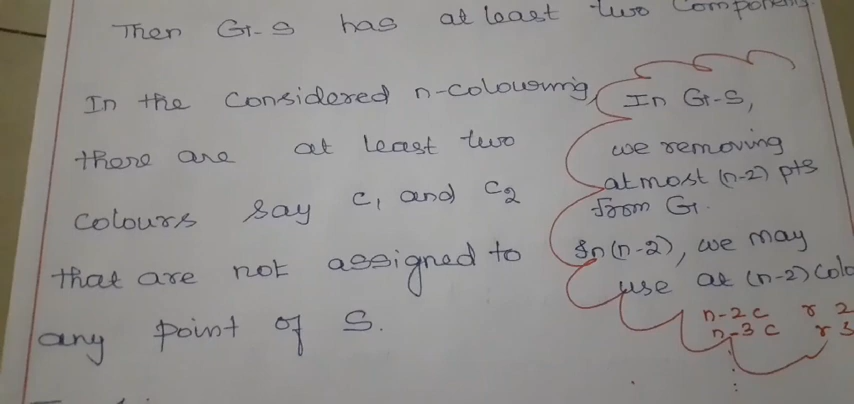 Then G-S has at least two Compon
In the Considered n-colouring,
there are at least two
colours say c₁ and c₂
that are not assigned to
any point of S.
In G-S,
we removing
atmost (n-2) pts
from G.
In (n-2), we may
use at (n-2) Colo
n-2 c r 2
n-3 c r 3